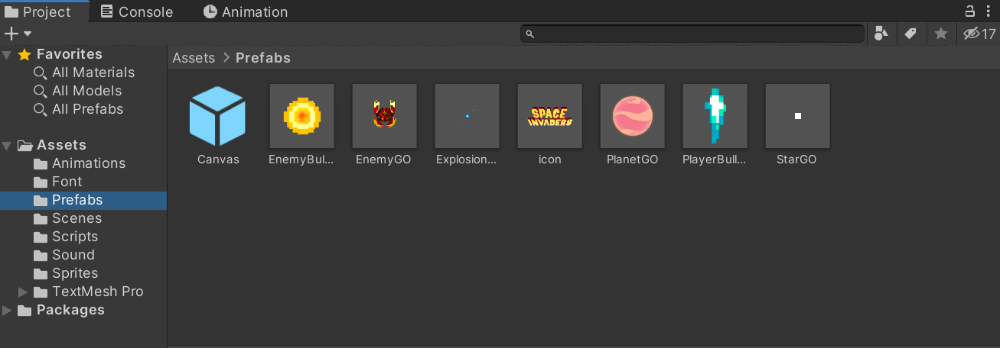 Project
Console
Animation
17
Favorites
All Materials
All Models
All Prefabs
Assets
Animations
Font
Prefabs
Scenes
Scripts
Sound
Sprites
TextMesh Pro
Packages
Assets > Prefabs
SPACE
INVADERS
Canvas
EnemyBul...
EnemyGO
Explosion...
icon
PlanetGO
PlayerBull...
StarGO